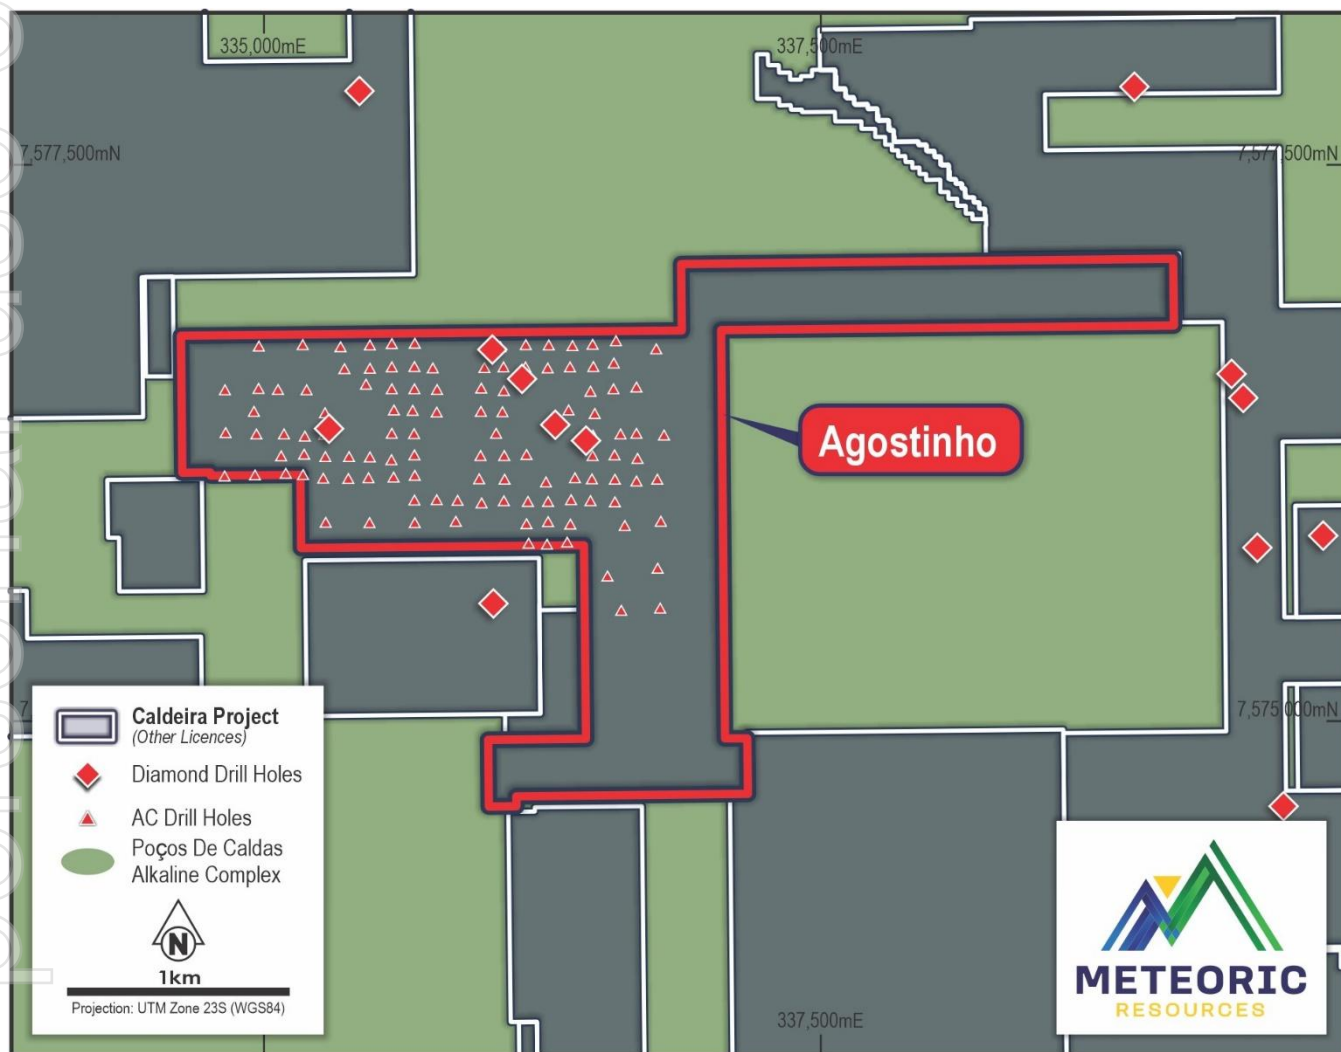 335,000mE
337,500mE
7,577,500mN
7,577,500mN
Agostinho
Caldeira Project
(Other Licences)
Diamond Drill Holes
AC Drill Holes
Poços De Caldas
Alkaline Complex
N
1km
Projection: UTM Zone 23S (WGS84)
7,575,000mN
337,500mE
METEORIC
RESOURCES